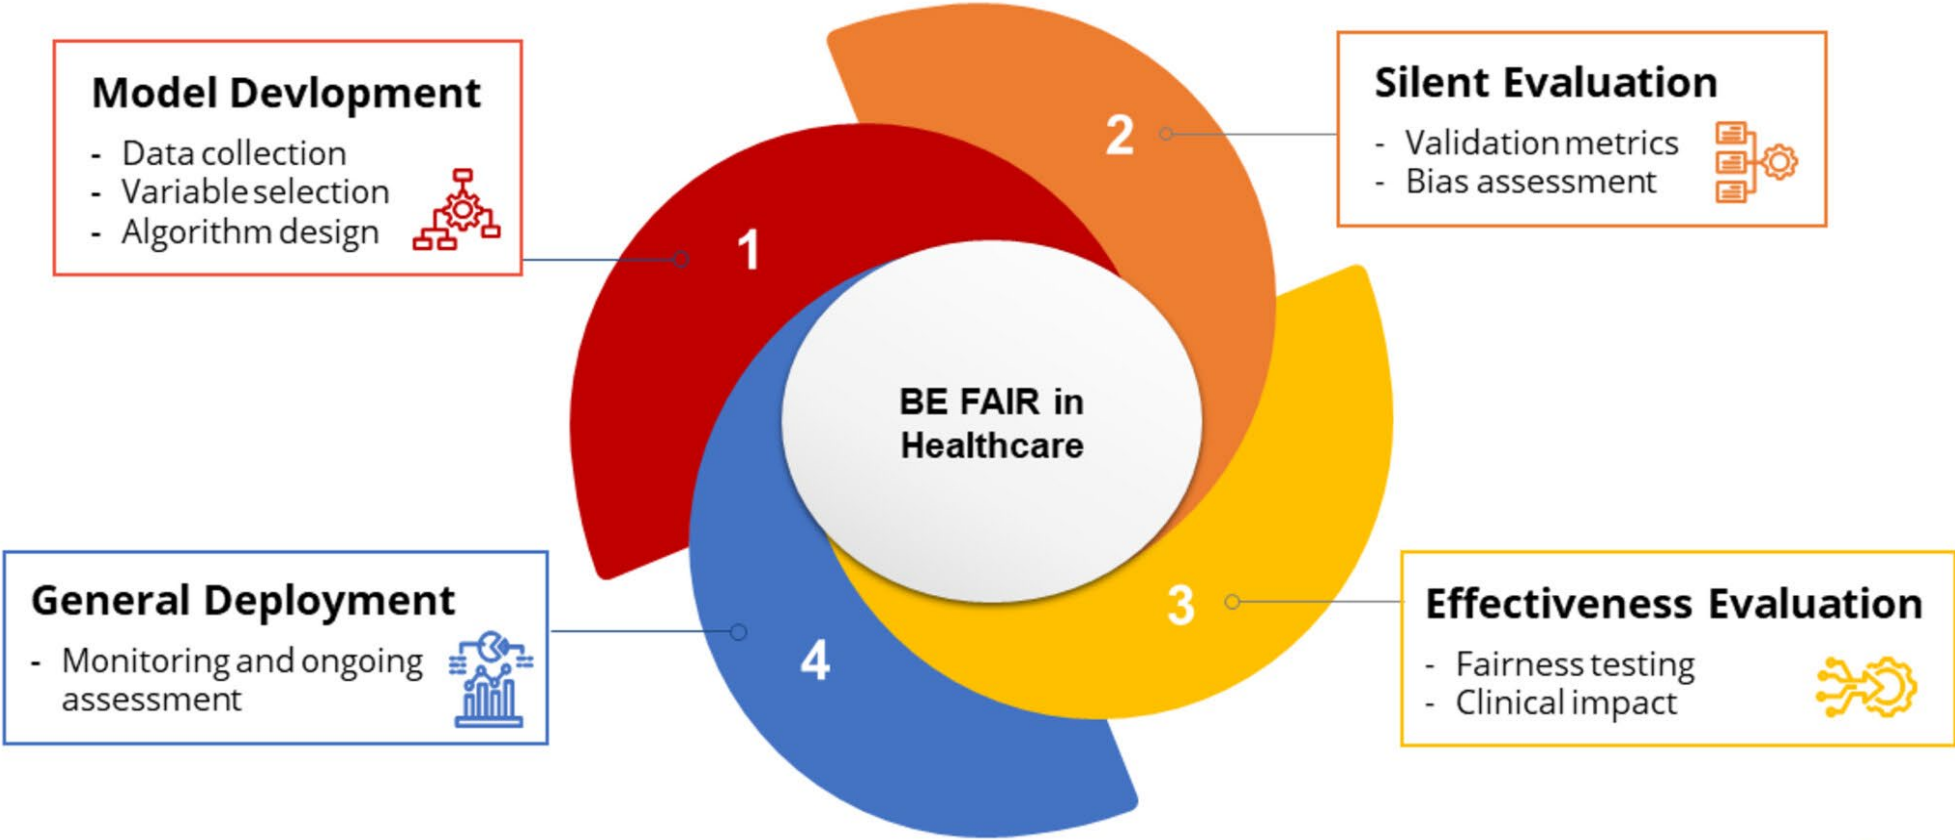 Model Devlopment
- Data collection
- Variable selection
- Algorithm design
1
2
Silent Evaluation
- Validation metrics
- Bias assessment
BE FAIR in
Healthcare
General Deployment
- Monitoring and ongoing
assessment
4
3
Effectiveness Evaluation
- Fairness testing
- Clinical impact